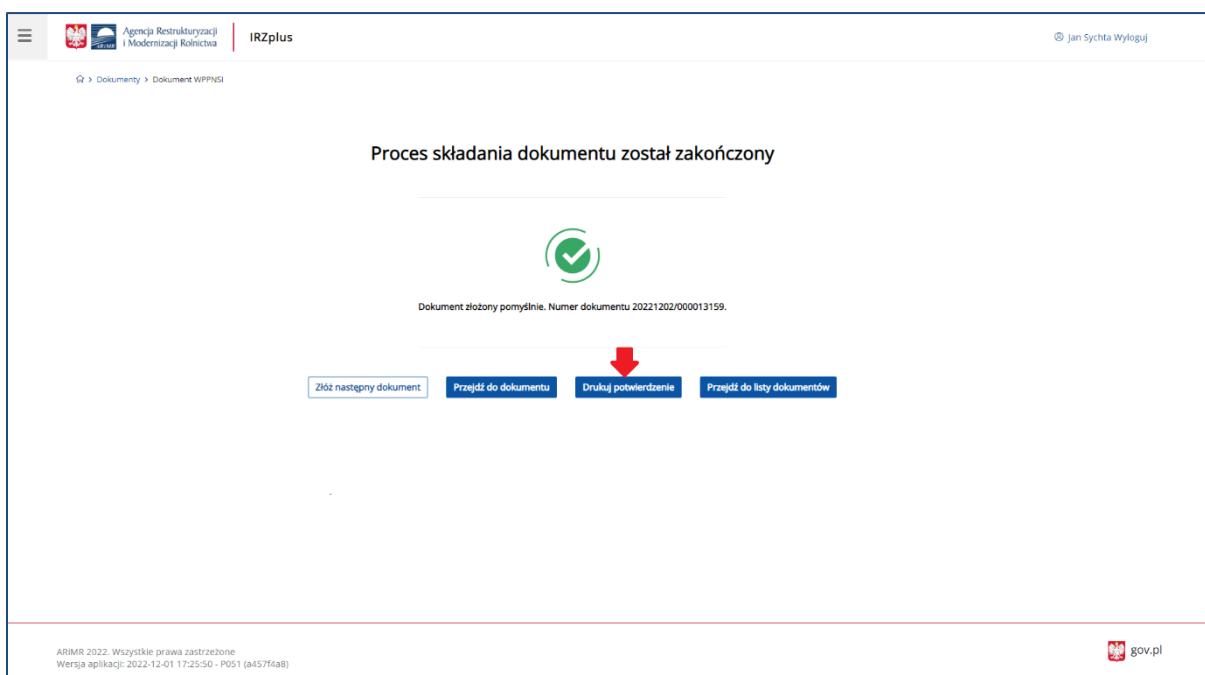 Agencja Restrukturyzacji
i Modernizacji Rolnictwa
IRZplus
Jan Sychta Wyloguj
ARiMR
> Dokumenty > Dokument WPPNSI
Proces składania dokumentu został zakończony
Dokument złożony pomyślnie. Numer dokumentu 20221202/000013159.
Złóż następny dokument
Przejdź do dokumentu
Drukuj potwierdzenie
Przejdź do listy dokumentów
ARIMR 2022. Wszystkie prawa zastrzeżone
Wersja aplikacji: 2022-12-01 17:25:50 - P051 (a457f4a8)
gov.pl